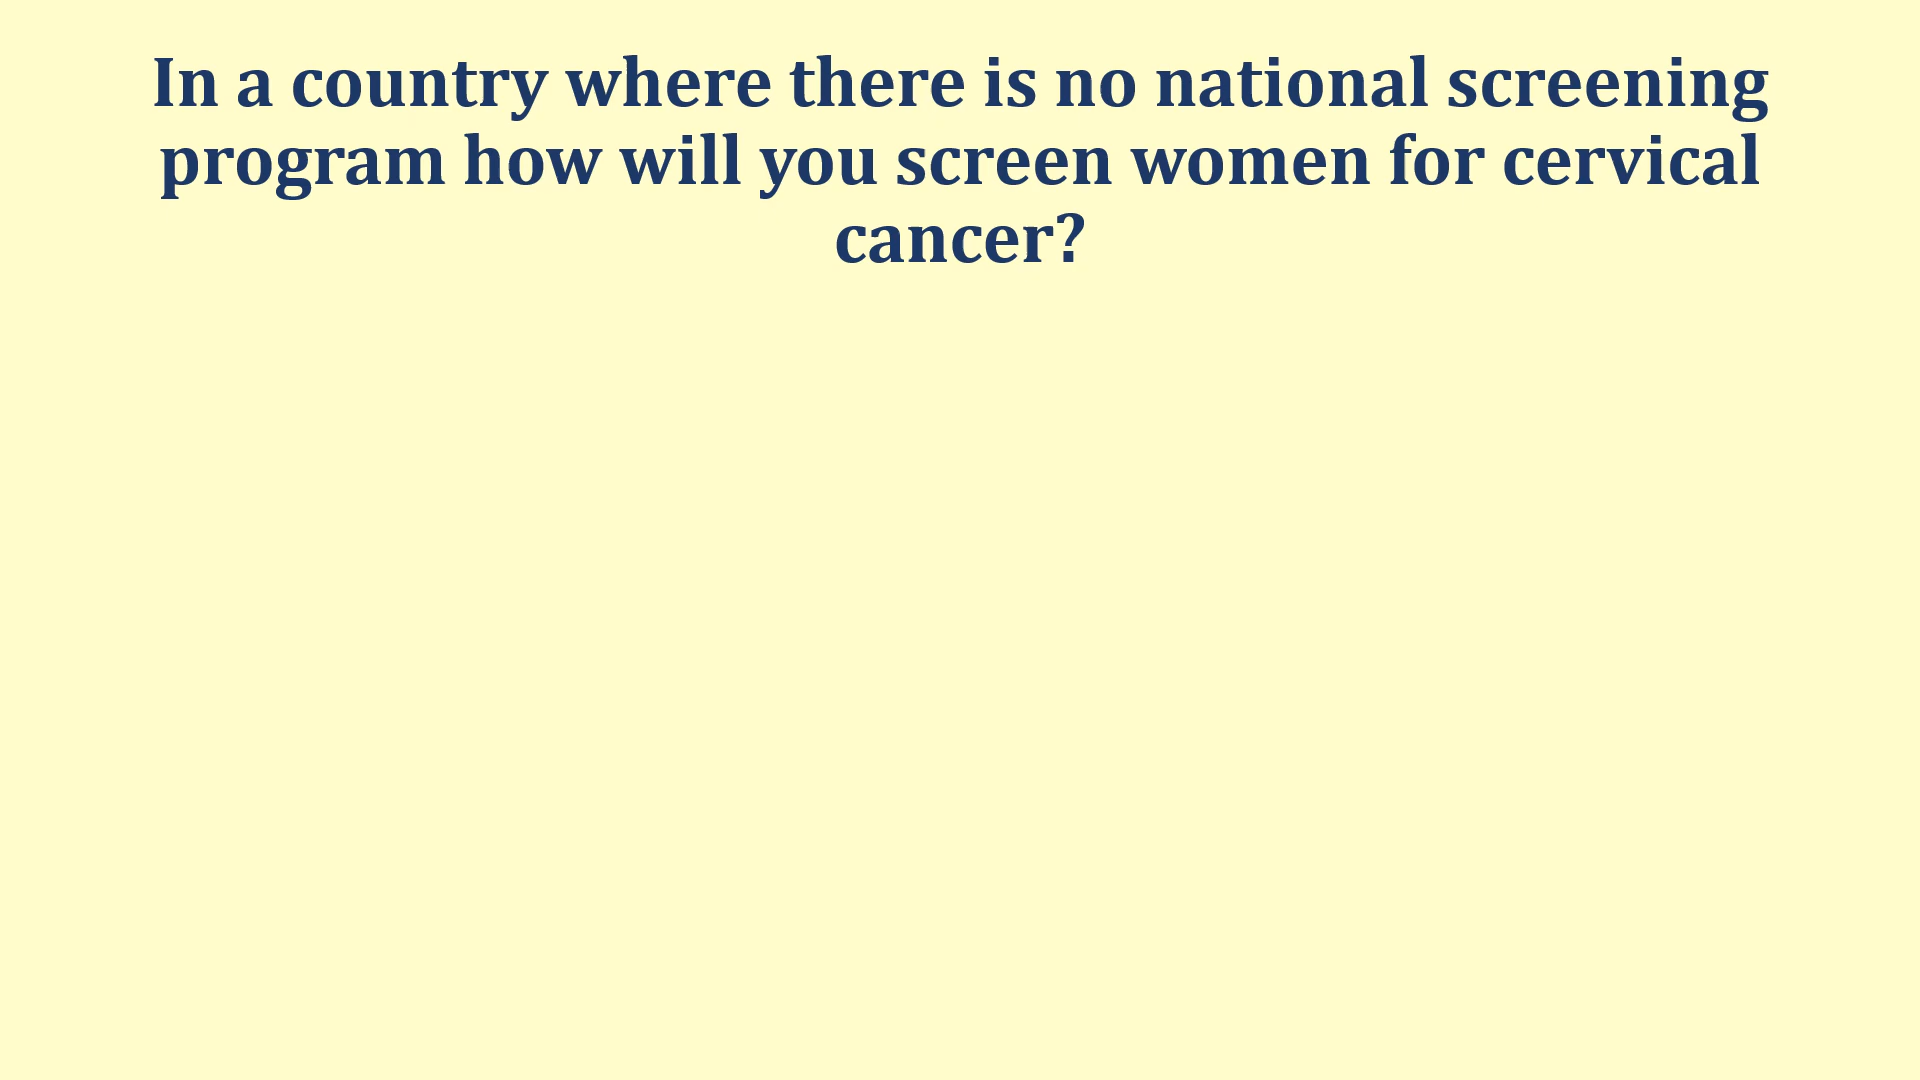 In a country where there is no national screening
program how will you screen women for cervical
cancer?